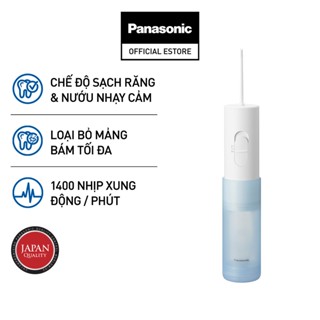 Panasonic
OFFICIAL ESTORE
CHẾ ĐỘ SẠCH RĂNG
& NƯỚU NHẠY CẢM
LOẠI BỎ MẢNG
BÁM TỐI ĐA
1400 NHỊP XUNG
ĐỘNG / PHÚT
JAPAN
QUALITY
Panasonic